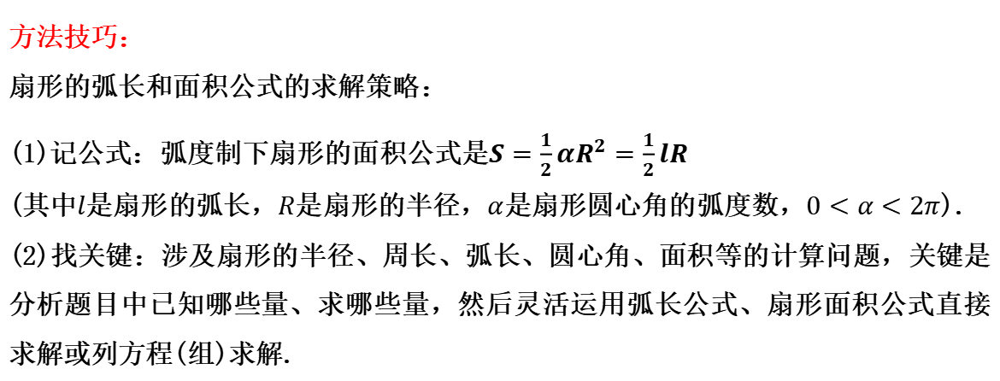 方法技巧：
扇形的弧长和面积公式的求解策略：
(1)记公式：弧度制下扇形的面积公式是S = \frac{1}{2}αR² = \frac{1}{2}lR
(其中l是扇形的弧长，R是扇形的半径，α是扇形圆心角的弧度数，0 < α < 2π).
(2)找关键：涉及扇形的半径、周长、弧长、圆心角、面积等的计算问题，关键是
分析题目中已知哪些量、求哪些量，然后灵活运用弧长公式、扇形面积公式直接
求解或列方程(组)求解.